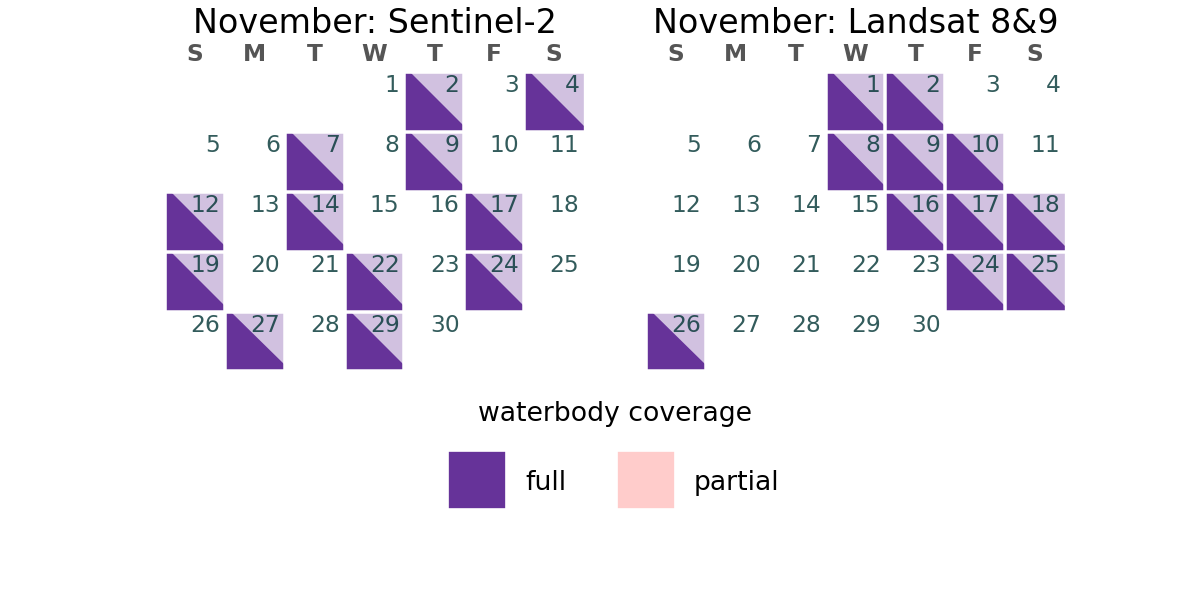 November: Sentinel-2
S M T W T F S
1 2 3 4
5 6 7 8 9 10 11
12 13 14 15 16 17 18
19 20 21 22 23 24 25
26 27 28 29 30
November: Landsat 8&9
S M T W T F S
1 2 3 4
5 6 7 8 9 10 11
12 13 14 15 16 17 18
19 20 21 22 23 24 25
26 27 28 29 30
waterbody coverage
full partial